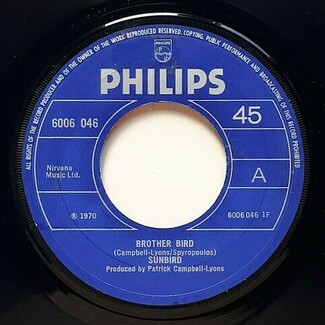 ALL RIGHTS OF THE RECORD PRODUCER AND OF THE OWNER OF THE WORK REPRODUCED RESERVED. COPYING, PUBLIC PERFORMANCE AND BROADCASTING OF THIS RECORD PROHIBITED
PHILIPS
PHILIPS
6006 046
45
Nirvana
Music Ltd.
A
℗ 1970
6006 046 1F
BROTHER BIRD
(Campbell-Lyons/Spyropoulos)
SUNBIRD
Produced by Patrick Campbell-Lyons